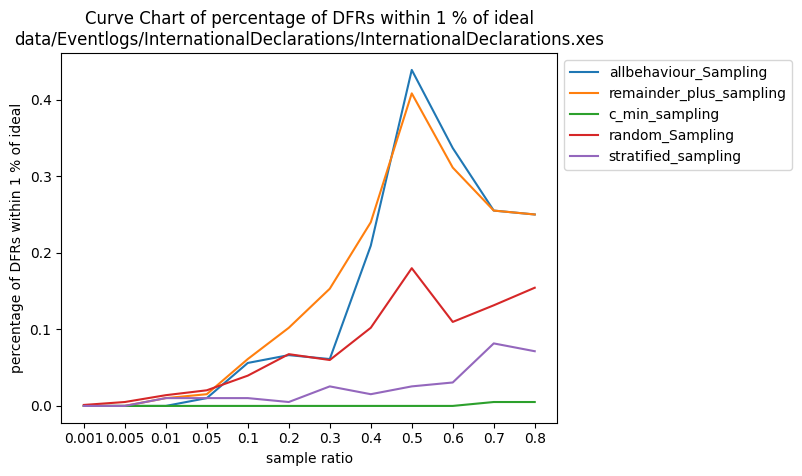 Curve Chart of percentage of DFRs within 1 % of ideal
data/Eventlogs/InternationalDeclarations/InternationalDeclarations.xes
percentage of DFRs within 1 % of ideal
0.4
0.3
0.2
0.1
0.0
0.001 0.005 0.01 0.05 0.1 0.2 0.3 0.4 0.5 0.6 0.7 0.8
sample ratio
allbehaviour_Sampling
remainder_plus_sampling
c_min_sampling
random_Sampling
stratified_sampling